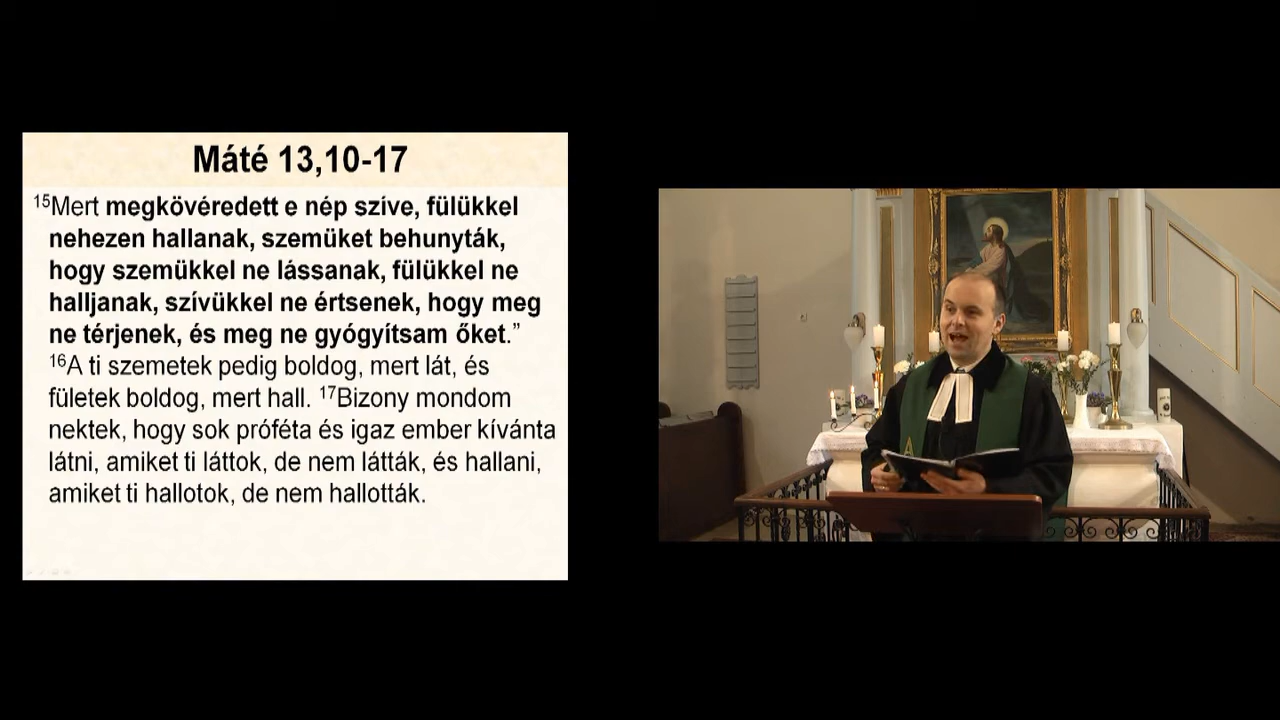 Máté 13,10-17
15Mert megkövéredett e nép szíve, fülükkel
nehezen hallanak, szemüket behunyták,
hogy szemükkel ne lássanak, fülükkel ne
halljanak, szívükkel ne értsenek, hogy meg
ne térjenek, és meg ne gyógyítsam őket.”
16A ti szemetek pedig boldog, mert lát, és
fületek boldog, mert hall. 17Bizony mondom
nektek, hogy sok próféta és igaz ember kívánta
látni, amiket ti láttok, de nem látták, és hallani,
amiket ti hallotok, de nem hallották.